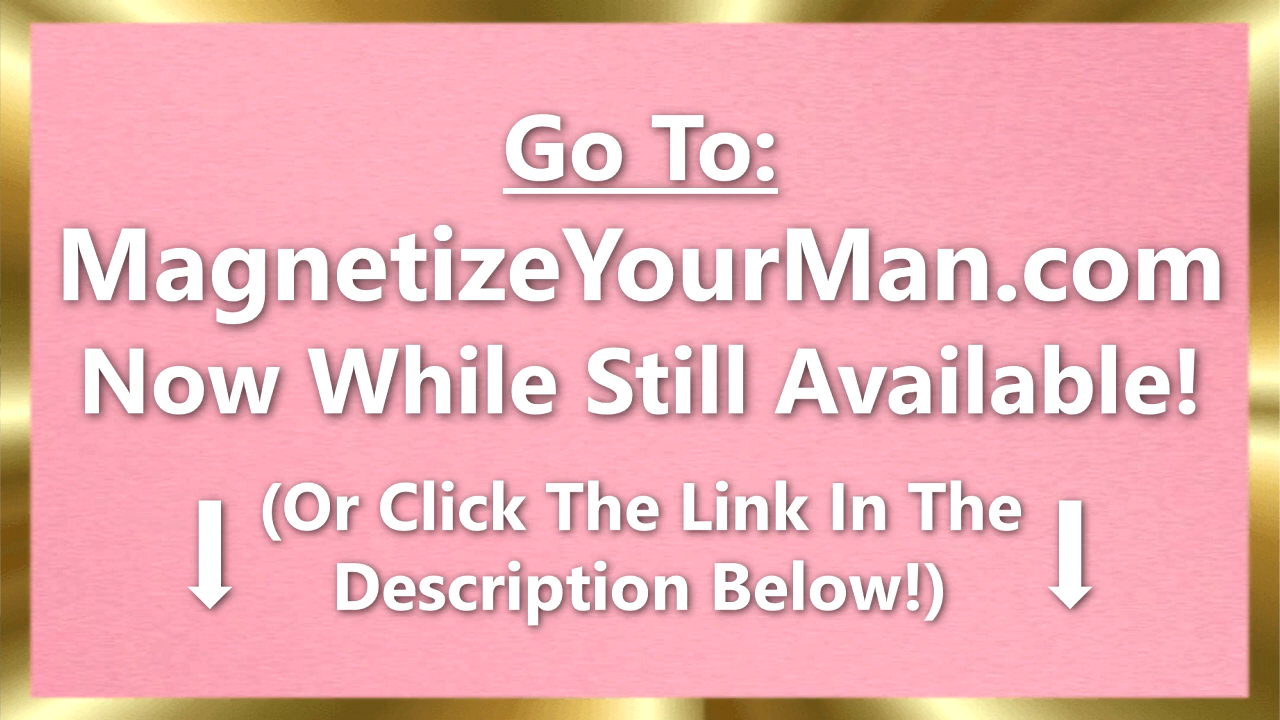 Go To:
MagnetizeYourMan.com
Now While Still Available!
(Or Click The Link In The
Description Below!)